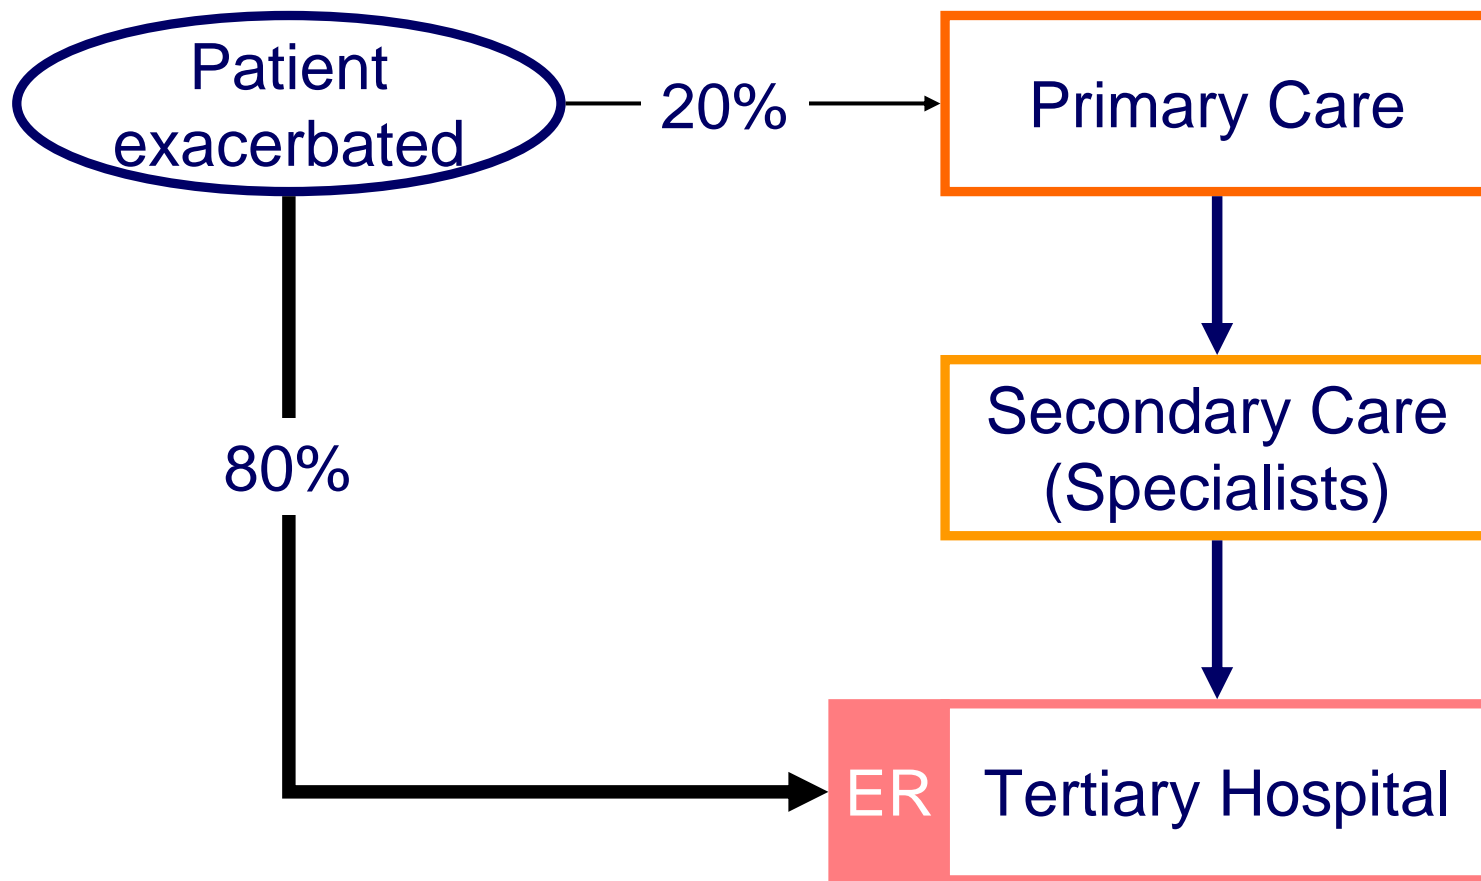 Patient
exacerbated
20%
Primary Care
Secondary Care
(Specialists)
80%
ER
Tertiary Hospital